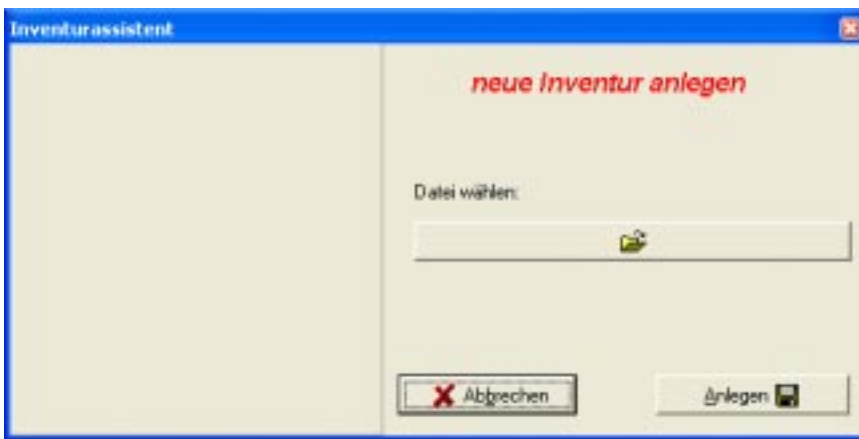 Inventurassistent
neue Inventur anlegen
Datei wählen:
Abbrechen
Anlegen